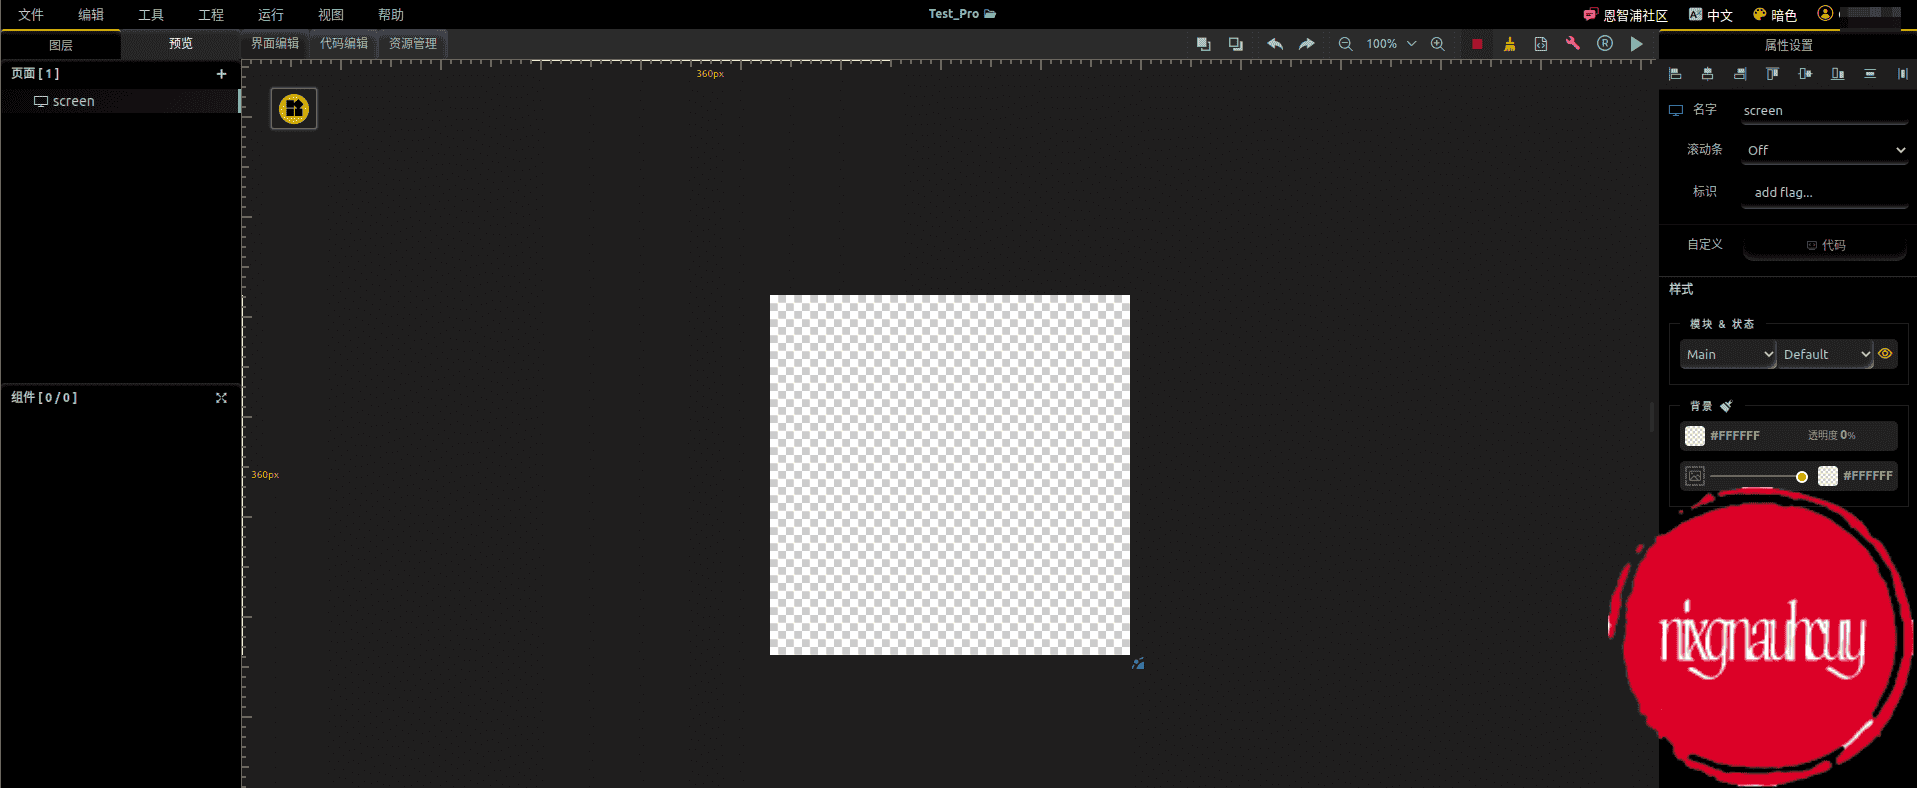 文件 编辑 工具 工程 运行 视图 帮助 Test_Pro 恩智浦社区 中文 暗色
图层 预览 界面编辑 代码编辑 资源管理 100% 属性设置
页面 [ 1 ]
360px
screen
名字 screen
滚动条 Off
标识 add flag...
自定义 代码
样式
模块 & 状态
Main Default
组件 [ 0 / 0 ]
背景
#FFFFFF 透明度 0%
360px
#FFFFFF
nixgnauhcuy